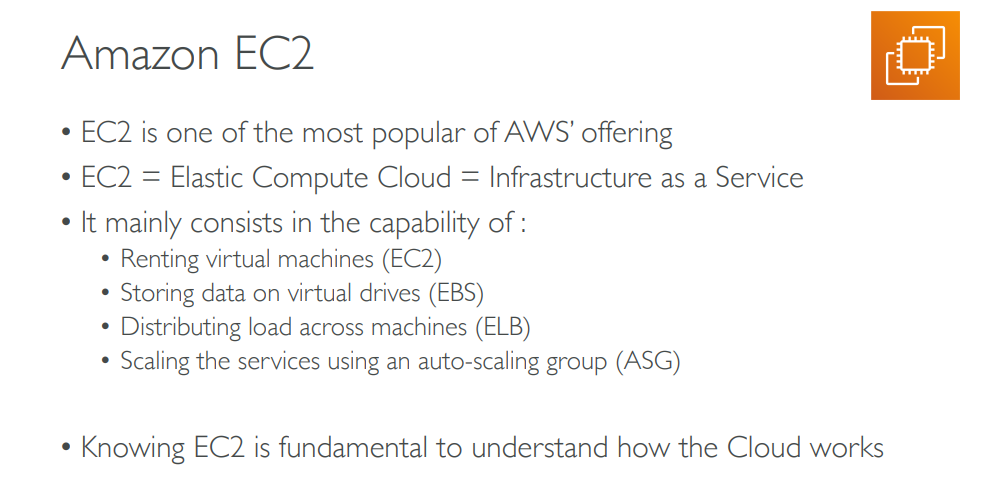 Amazon EC2
• EC2 is one of the most popular of AWS’ offering
• EC2 = Elastic Compute Cloud = Infrastructure as a Service
• It mainly consists in the capability of :
• Renting virtual machines (EC2)
• Storing data on virtual drives (EBS)
• Distributing load across machines (ELB)
• Scaling the services using an auto-scaling group (ASG)
• Knowing EC2 is fundamental to understand how the Cloud works